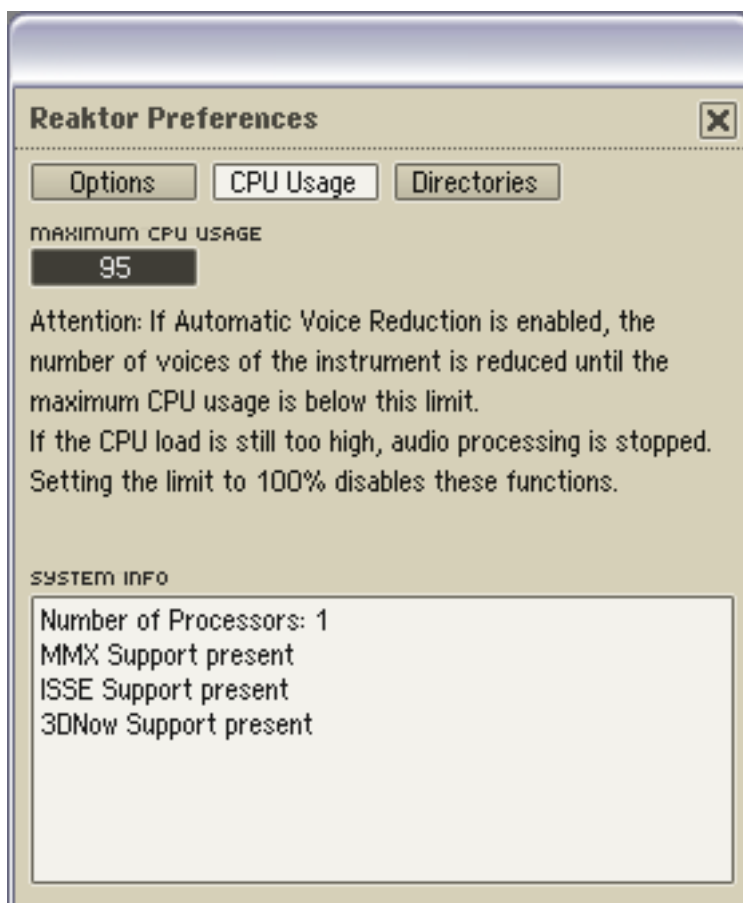 Reaktor Preferences
Options CPU Usage Directories
MAXIMUM CPU USAGE
95
Attention: If Automatic Voice Reduction is enabled, the
number of voices of the instrument is reduced until the
maximum CPU usage is below this limit.
If the CPU load is still too high, audio processing is stopped.
Setting the limit to 100% disables these functions.
SYSTEM INFO
Number of Processors: 1
MMX Support present
ISSE Support present
3DNow Support present